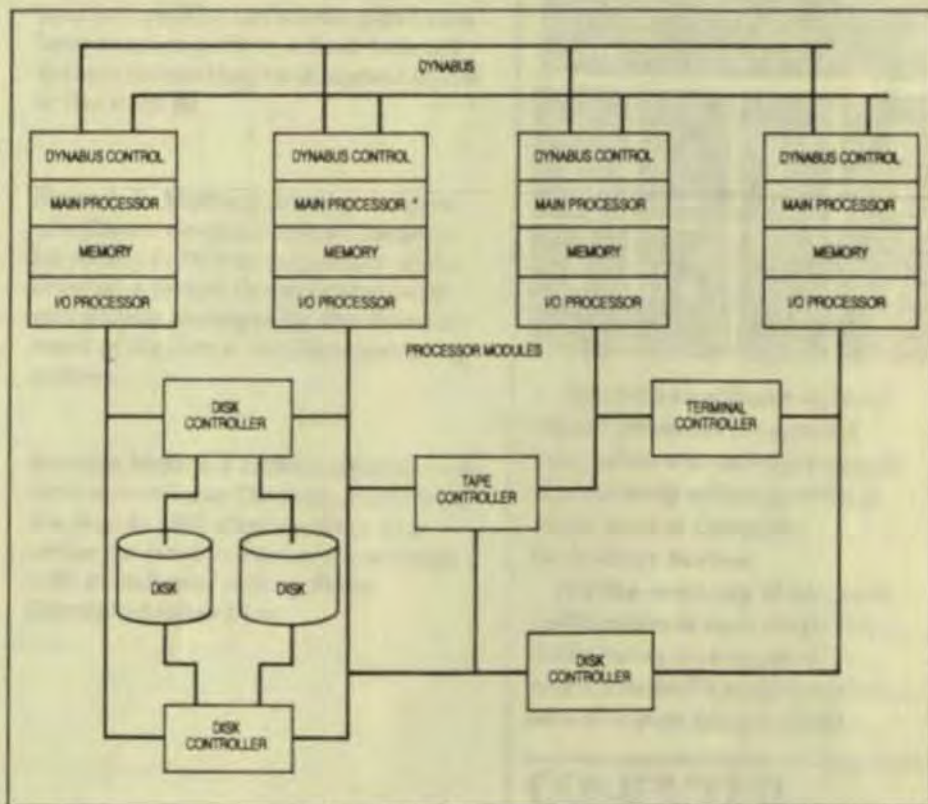 DYNABUS
DYNABUS CONTROL
MAIN PROCESSOR
MEMORY
I/O PROCESSOR
DYNABUS CONTROL
MAIN PROCESSOR
MEMORY
I/O PROCESSOR
DYNABUS CONTROL
MAIN PROCESSOR
MEMORY
I/O PROCESSOR
DYNABUS CONTROL
MAIN PROCESSOR
MEMORY
I/O PROCESSOR
PROCESSOR MODULES
DISK
CONTROLLER
TERMINAL
CONTROLLER
TAPE
CONTROLLER
DISK
DISK
DISK
CONTROLLER
DISK
CONTROLLER